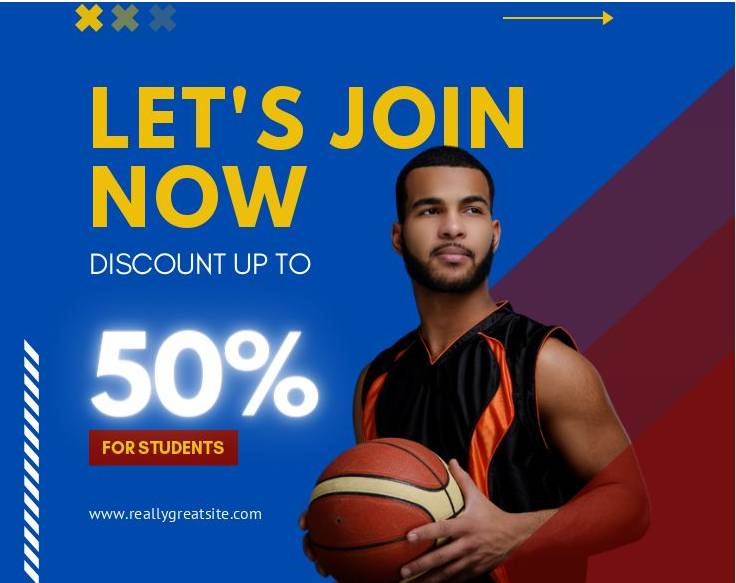 LET'S JOIN
NOW
DISCOUNT UP TO
50%
FOR STUDENTS
www.reallygreatsite.com